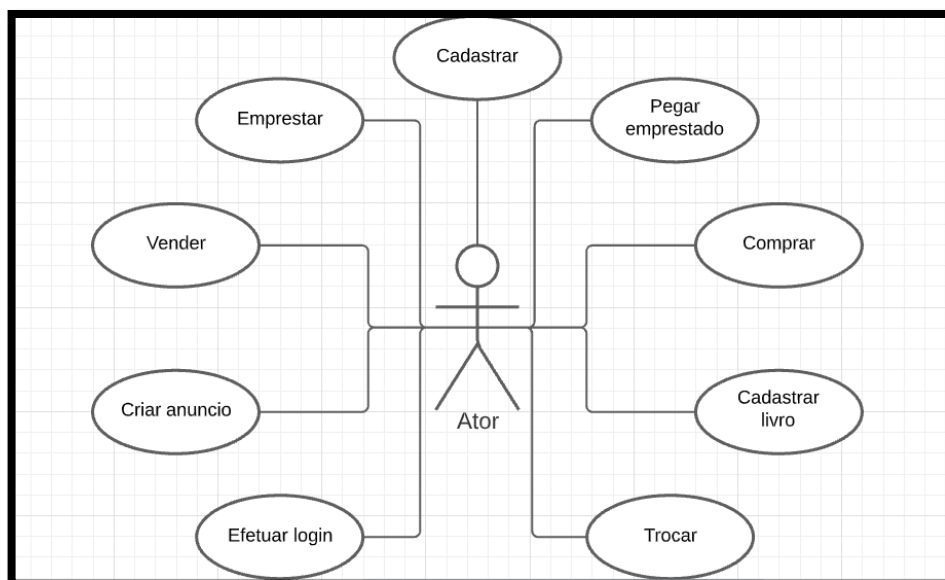 Cadastrar
Emprestar
Pegar
emprestado
Vender
Comprar
Criar anuncio
Cadastrar
livro
Ator
Efetuar login
Trocar